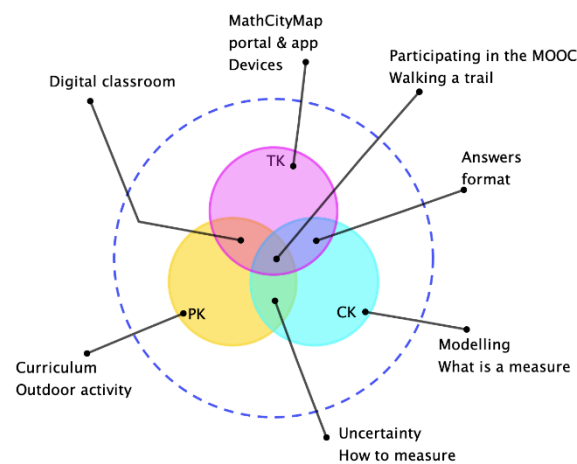 MathCityMap
portal & app
Devices
Participating in the MOOC
Walking a trail
Digital classroom
TK
Answers
format
PK
CK
Modelling
What is a measure
Curriculum
Outdoor activity
Uncertainty
How to measure